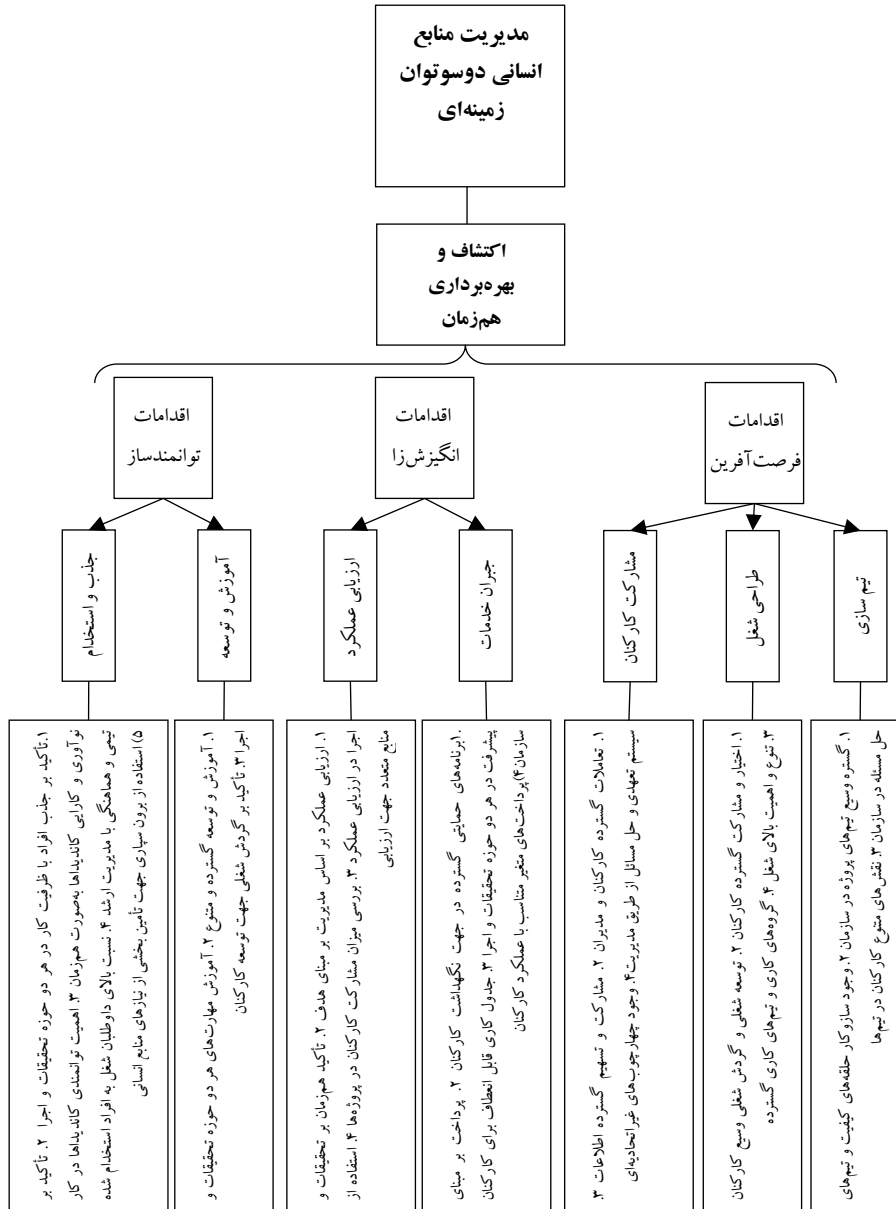 مدیریت منابع
انسانی دوسوتوان
زمینه‌ای
اکتشاف و
بهره‌برداری
هم‌زمان
اقدامات
فرصت‌آفرین
اقدامات
انگیزش‌زا
اقدامات
توانمندساز
تیم سازی
طراحی شغل
مشارکت کارکنان
جبران خدمات
ارزیابی عملکرد
آموزش و توسعه
جذب و استخدام
۱. گستره وسیع تیم‌های پروژه در سازمان ۲. وجود سازوکار حلقه‌های کیفیت و تیم‌های
حل مسئله در سازمان ۳. نقش‌های متنوع کارکنان در تیم‌ها
۱. اختیار و مشارکت گسترده کارکنان ۲. توسعه شغلی و گردش شغلی وسیع کارکنان
۳. تنوع و اهمیت بالای شغل ۴. گروه‌های کاری و تیم‌های کاری گسترده
۱. تعاملات گسترده کارکنان و مدیران ۲. مشارکت و تسهیم گسترده اطلاعات ۳.
سیستم تعهدی و حل مسائل از طریق مدیریت ۴. وجود چهارچوب‌های غیراتحادیه‌ای
۱. (برنامه‌های حمایتی گسترده در جهت نگهداشت کارکنان ۲. پرداخت بر مبنای
پیشرفت در هر دو حوزه تحقیقات و اجرا ۳. جدول کاری قابل انعطاف برای کارکنان
سازمان ۴) پرداخت‌های متغیر متناسب با عملکرد کارکنان
۱. ارزیابی عملکرد بر اساس مدیریت بر مبنای هدف ۲. تأکید هم‌زمان بر تحقیقات و
اجرا در ارزیابی عملکرد ۳. بررسی میزان مشارکت کارکنان در پروژه‌ها ۴. استفاده از
منابع متعدد جهت ارزیابی
۱. آموزش و توسعه گسترده و متنوع ۲. آموزش مهارت‌های هر دو حوزه تحقیقات و
اجرا ۳. تأکید بر گردش شغلی جهت توسعه کارکنان
۱. تأکید بر جذب افراد با ظرفیت کار در هر دو حوزه تحقیقات و اجرا ۲. تأکید بر
نوآوری و کارایی کاندیداها به‌صورت هم‌زمان ۳. اهمیت توانمندی کاندیداها در کار
تیمی و هماهنگی با مدیریت ارشد ۴. نسبت بالای داوطلبان شغل به افراد استخدام شده
۵) استفاده از برون سپاری جهت تأمین بخشی از نیازهای منابع انسانی